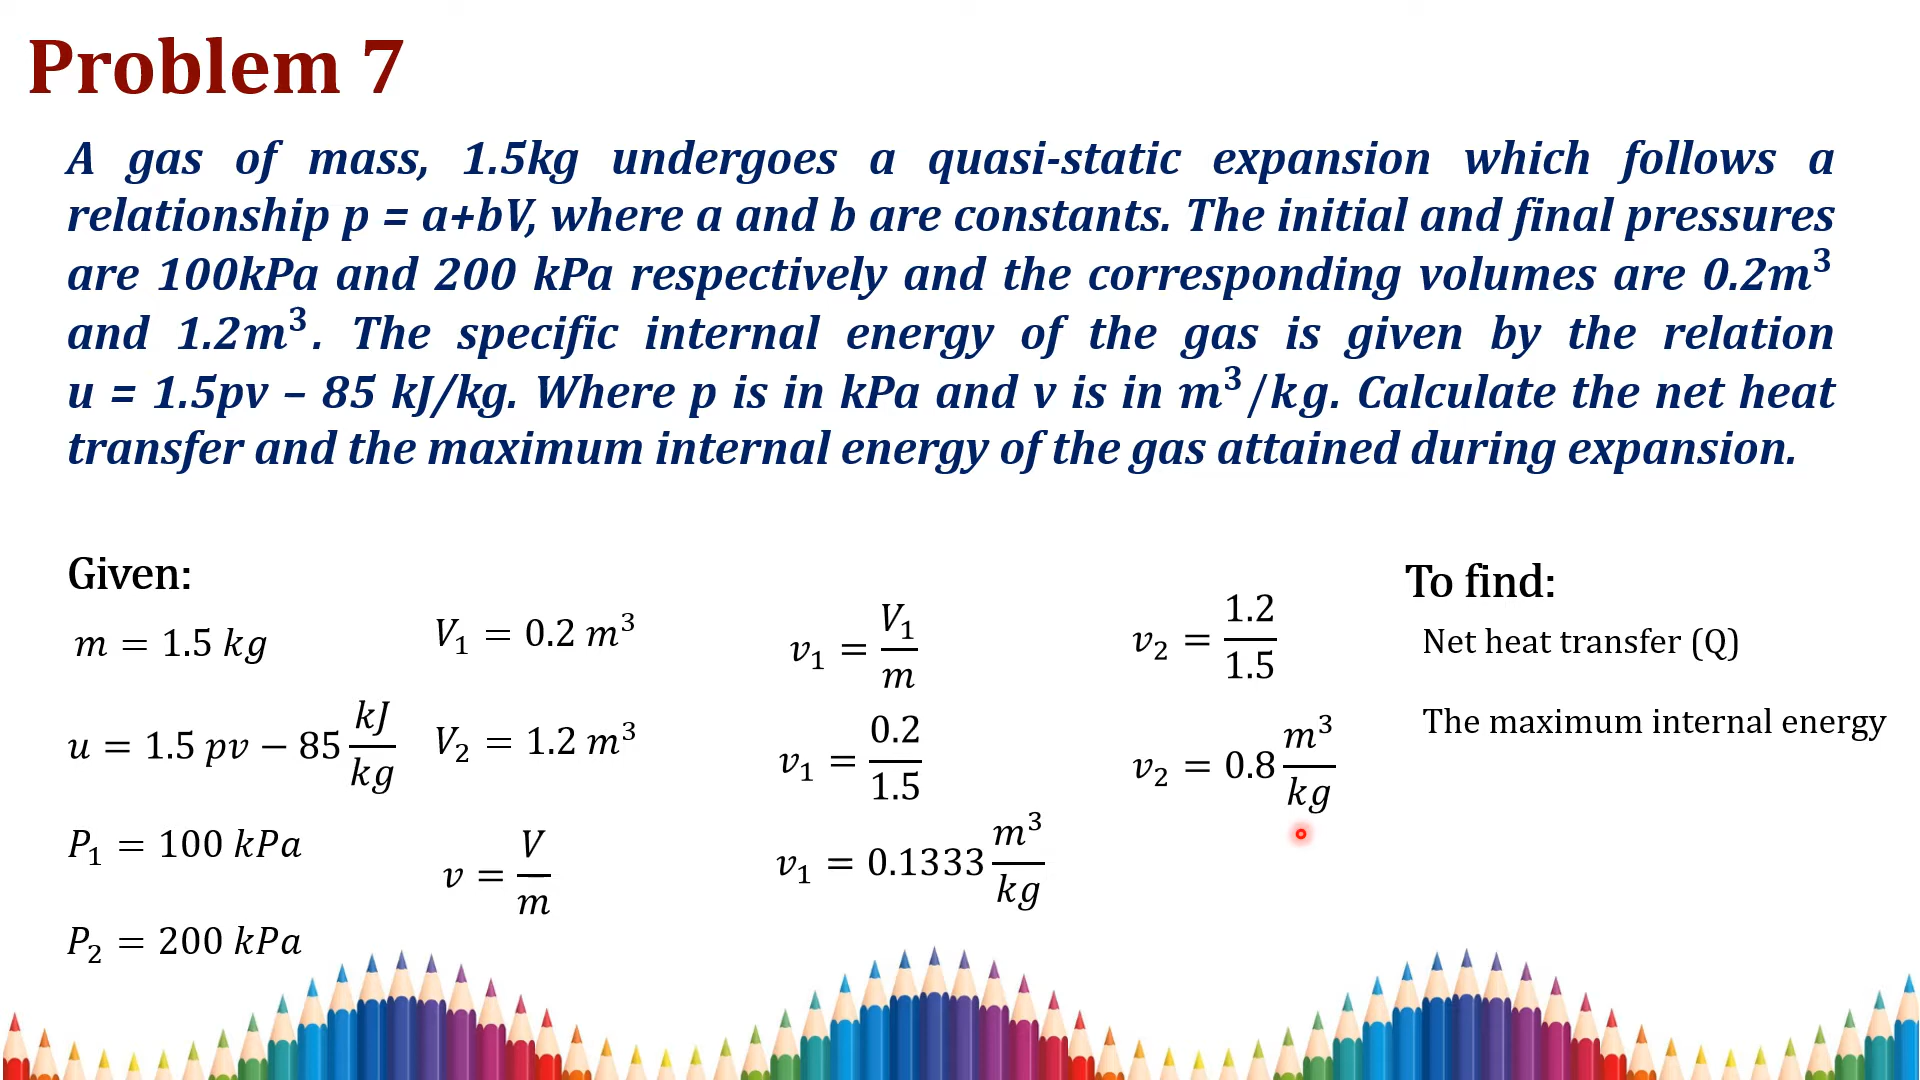 Problem 7
A gas of mass, 1.5kg undergoes a quasi-static expansion which follows a
relationship p = a+bV, where a and b are constants. The initial and final pressures
are 100kPa and 200 kPa respectively and the corresponding volumes are 0.2m³
and 1.2m³. The specific internal energy of the gas is given by the relation
u = 1.5pv – 85 kJ/kg. Where p is in kPa and v is in m³/kg. Calculate the net heat
transfer and the maximum internal energy of the gas attained during expansion.
Given:
m = 1.5 kg
u = 1.5 pv − 85 kJ/kg
P₁ = 100 kPa
P₂ = 200 kPa
V₁ = 0.2 m³
V₂ = 1.2 m³
v = V/m
v₁ = V₁/m
v₁ = 0.2/1.5
v₁ = 0.1333 m³/kg
v₂ = 1.2/1.5
v₂ = 0.8 m³/kg
To find:
Net heat transfer (Q)
The maximum internal energy